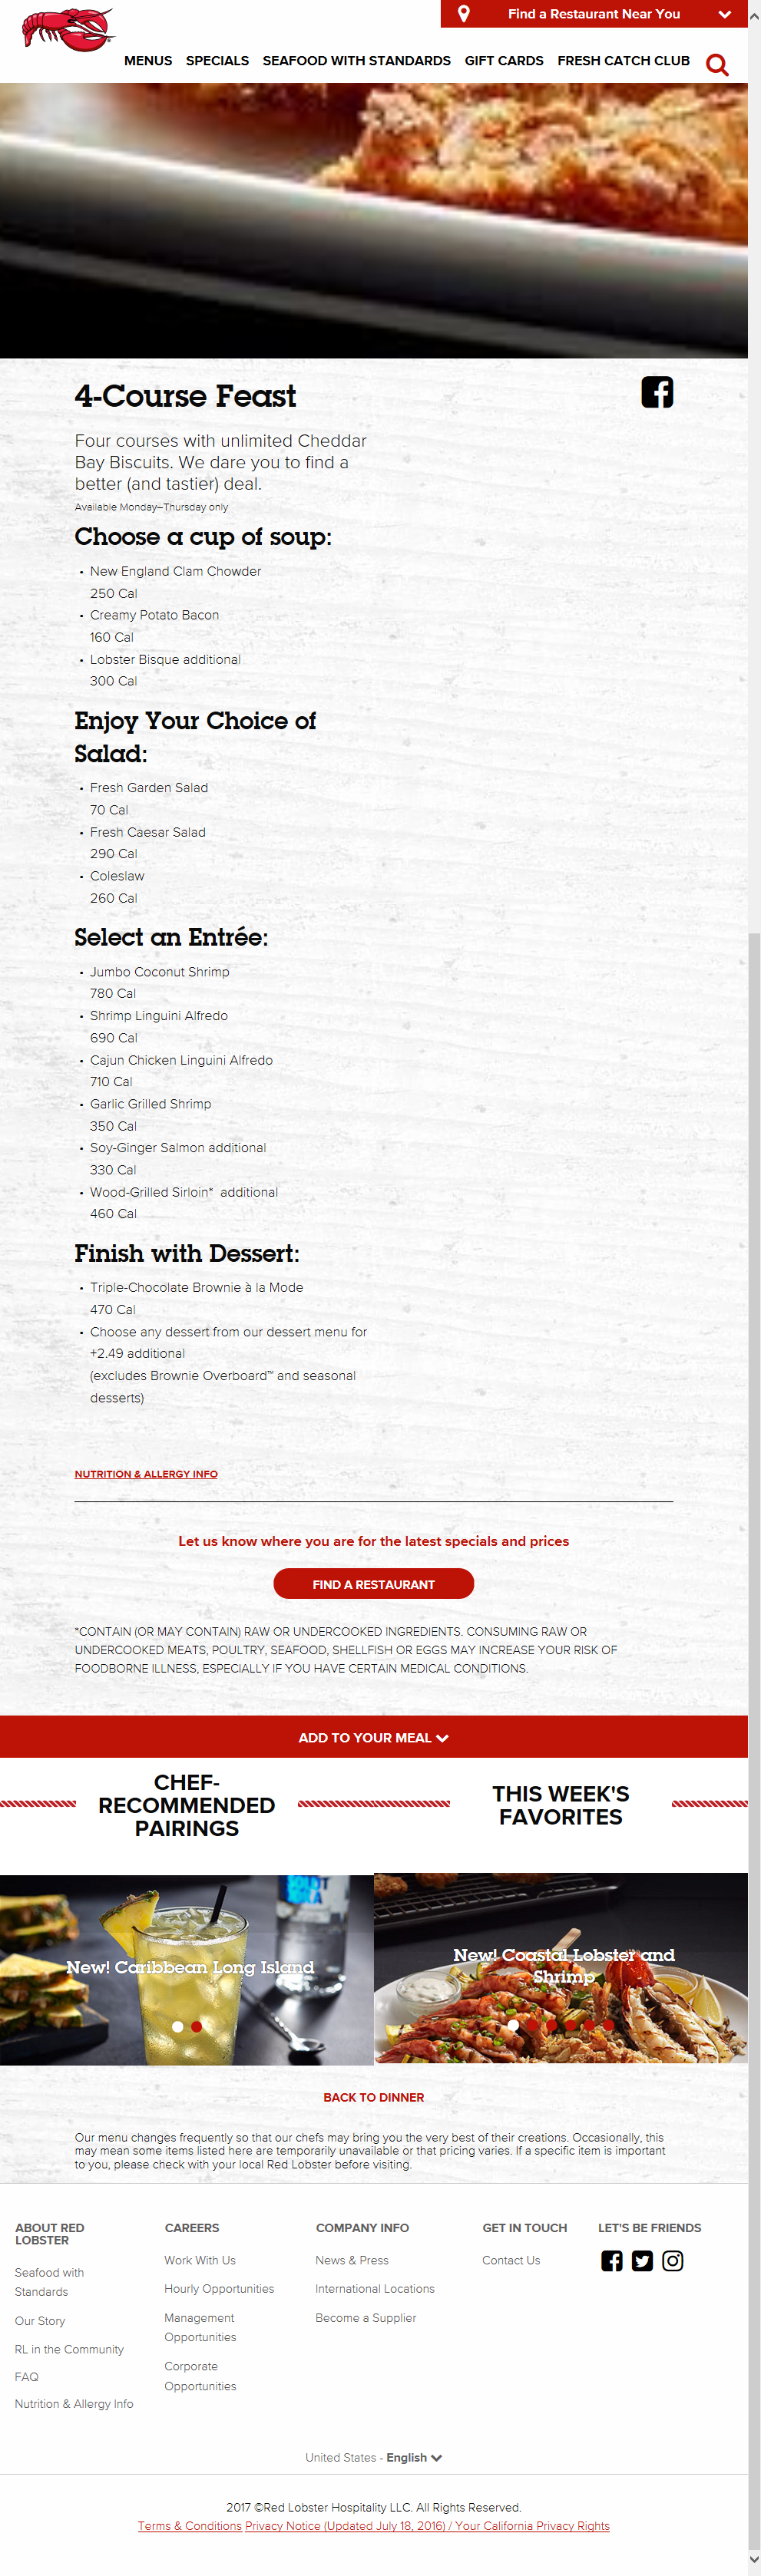 Find a Restaurant Near You
MENUS SPECIALS SEAFOOD WITH STANDARDS GIFT CARDS FRESH CATCH CLUB
4-Course Feast
Four courses with unlimited Cheddar
Bay Biscuits. We dare you to find a
better (and tastier) deal.
Available Monday–Thursday only
Choose a cup of soup:
• New England Clam Chowder
250 Cal
• Creamy Potato Bacon
160 Cal
• Lobster Bisque additional
300 Cal
Enjoy Your Choice of
Salad:
• Fresh Garden Salad
70 Cal
• Fresh Caesar Salad
290 Cal
• Coleslaw
260 Cal
Select an Entrée:
• Jumbo Coconut Shrimp
780 Cal
• Shrimp Linguini Alfredo
690 Cal
• Cajun Chicken Linguini Alfredo
710 Cal
• Garlic Grilled Shrimp
350 Cal
• Soy-Ginger Salmon additional
330 Cal
• Wood-Grilled Sirloin* additional
460 Cal
Finish with Dessert:
• Triple-Chocolate Brownie à la Mode
470 Cal
• Choose any dessert from our dessert menu for
+2.49 additional
(excludes Brownie Overboard™ and seasonal
desserts)
NUTRITION & ALLERGY INFO
Let us know where you are for the latest specials and prices
FIND A RESTAURANT
*CONTAIN (OR MAY CONTAIN) RAW OR UNDERCOOKED INGREDIENTS. CONSUMING RAW OR
UNDERCOOKED MEATS, POULTRY, SEAFOOD, SHELLFISH OR EGGS MAY INCREASE YOUR RISK OF
FOODBORNE ILLNESS, ESPECIALLY IF YOU HAVE CERTAIN MEDICAL CONDITIONS.
ADD TO YOUR MEAL
CHEF-
RECOMMENDED
PAIRINGS
THIS WEEK'S
FAVORITES
New! Caribbean Long Island
New! Coastal Lobster and
Shrimp
BACK TO DINNER
Our menu changes frequently so that our chefs may bring you the very best of their creations. Occasionally, this
may mean some items listed here are temporarily unavailable or that pricing varies. If a specific item is important
to you, please check with your local Red Lobster before visiting.
ABOUT RED
LOBSTER
Seafood with
Standards
Our Story
RL in the Community
FAQ
Nutrition & Allergy Info
CAREERS
Work With Us
Hourly Opportunities
Management
Opportunities
Corporate
Opportunities
COMPANY INFO
News & Press
International Locations
Become a Supplier
GET IN TOUCH
Contact Us
LET'S BE FRIENDS
United States - English
2017 ©Red Lobster Hospitality LLC. All Rights Reserved.
Terms & Conditions Privacy Notice (Updated July 18, 2016) / Your California Privacy Rights